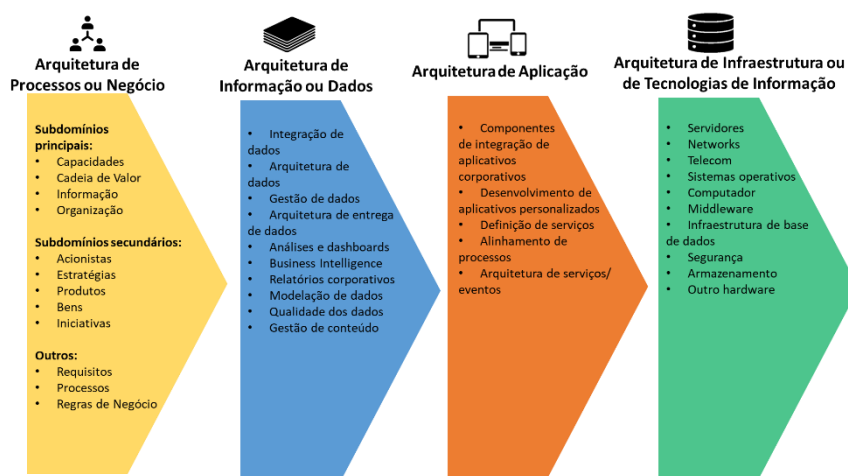 Arquitetura de
Processos ou Negócio
Subdomínios
principais:
• Capacidades
• Cadeia de Valor
• Informação
• Organização
Subdomínios secundários:
• Acionistas
• Estratégias
• Produtos
• Bens
• Iniciativas
Outros:
• Requisitos
• Processos
• Regras de Negócio
Arquitetura de
Informação ou Dados
• Integração de
dados
• Arquitetura de
dados
• Gestão de dados
• Arquitetura de entrega
de dados
• Análises e dashboards
• Business Intelligence
• Relatórios corporativos
• Modelação de dados
• Qualidade dos dados
• Gestão de conteúdo
Arquitetura de Aplicação
• Componentes
de integração de
aplicativos
corporativos
• Desenvolvimento de
aplicativos personalizados
• Definição de serviços
• Alinhamento de
processos
• Arquitetura de serviços/
eventos
Arquitetura de Infraestrutura ou
de Tecnologias de Informação
• Servidores
• Networks
• Telecom
• Sistemas operativos
• Computador
• Middleware
• Infraestrutura de base
de dados
• Segurança
• Armazenamento
• Outro hardware